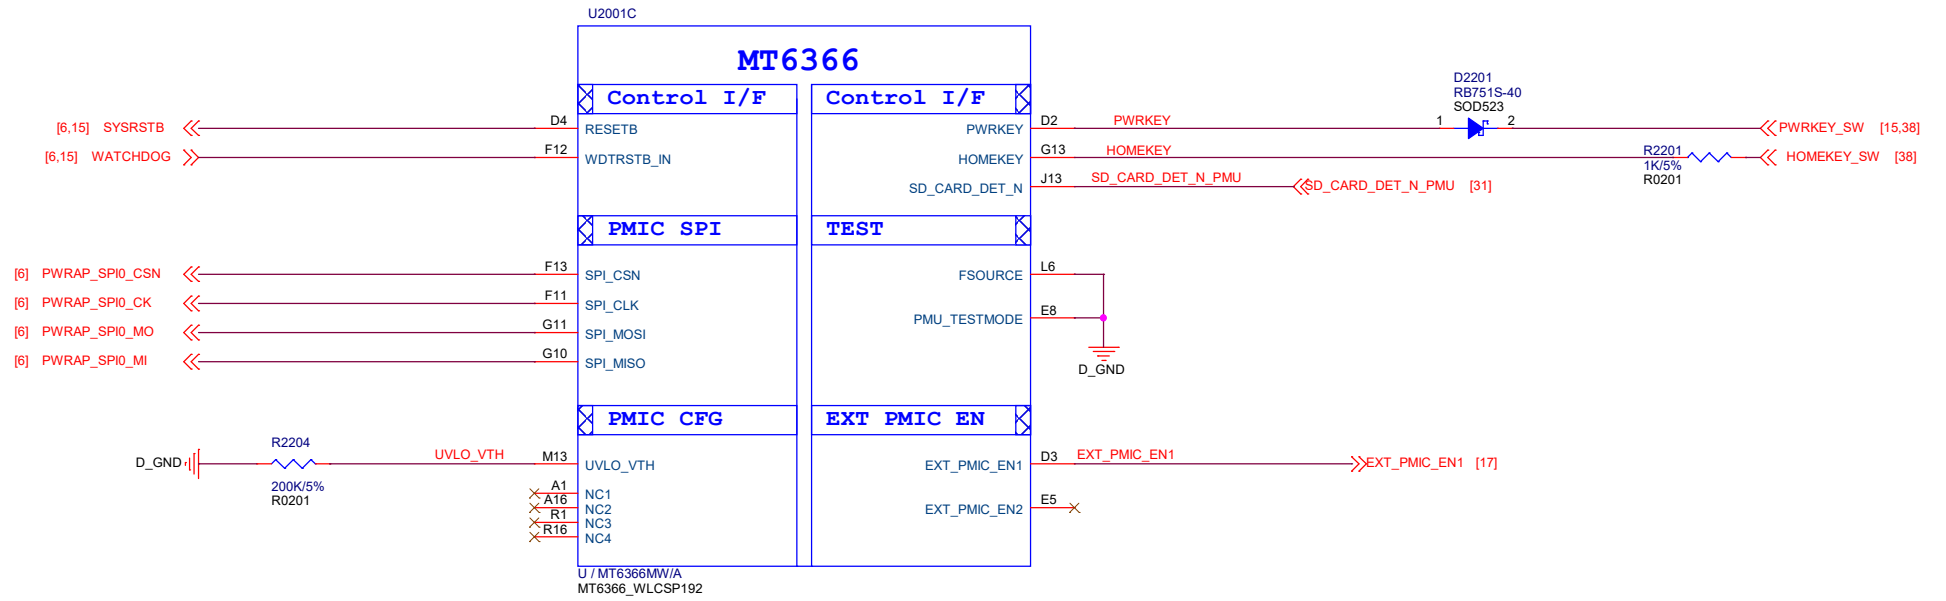 U2001C
MT6366
Control I/F
Control I/F
D2201
RB751S-40
SOD523
[6,15] SYSRSTB
D4
RESETB
PWRKEY
D2
PWRKEY
1
2
PWRKEY_SW [15,38]
[6,15] WATCHDOG
F12
WDTRSTB_IN
HOMEKEY
G13
HOMEKEY
R2201
1K/5%
R0201
HOMEKEY_SW [38]
SD_CARD_DET_N
J13
SD_CARD_DET_N_PMU
SD_CARD_DET_N_PMU [31]
PMIC SPI
TEST
[6] PWRAP_SPI0_CSN
F13
SPI_CSN
FSOURCE
L6
[6] PWRAP_SPI0_CK
F11
SPI_CLK
PMU_TESTMODE
E8
[6] PWRAP_SPI0_MO
G11
SPI_MOSI
[6] PWRAP_SPI0_MI
G10
SPI_MISO
D_GND
PMIC CFG
EXT PMIC EN
R2204
D_GND
200K/5%
R0201
UVLO_VTH
M13
UVLO_VTH
EXT_PMIC_EN1
D3
EXT_PMIC_EN1
EXT_PMIC_EN1 [17]
A1
NC1
A16
NC2
R1
NC3
R16
NC4
EXT_PMIC_EN2
E5
U / MT6366MW/A
MT6366_WLCSP192